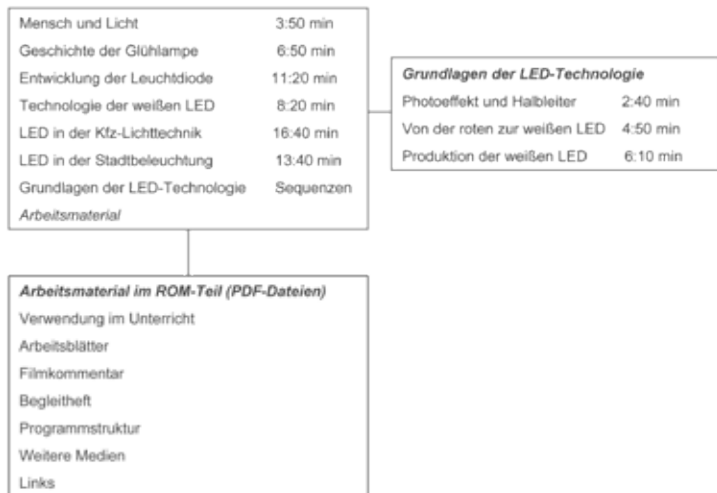 Mensch und Licht 3:50 min
Geschichte der Glühlampe 6:50 min
Entwicklung der Leuchtdiode 11:20 min
Technologie der weißen LED 8:20 min
LED in der Kfz-Lichttechnik 16:40 min
LED in der Stadtbeleuchtung 13:40 min
Grundlagen der LED-Technologie Sequenzen
Arbeitsmaterial
Grundlagen der LED-Technologie
Photoeffekt und Halbleiter 2:40 min
Von der roten zur weißen LED 4:50 min
Produktion der weißen LED 6:10 min
Arbeitsmaterial im ROM-Teil (PDF-Dateien)
Verwendung im Unterricht
Arbeitsblätter
Filmkommentar
Begleitheft
Programmstruktur
Weitere Medien
Links